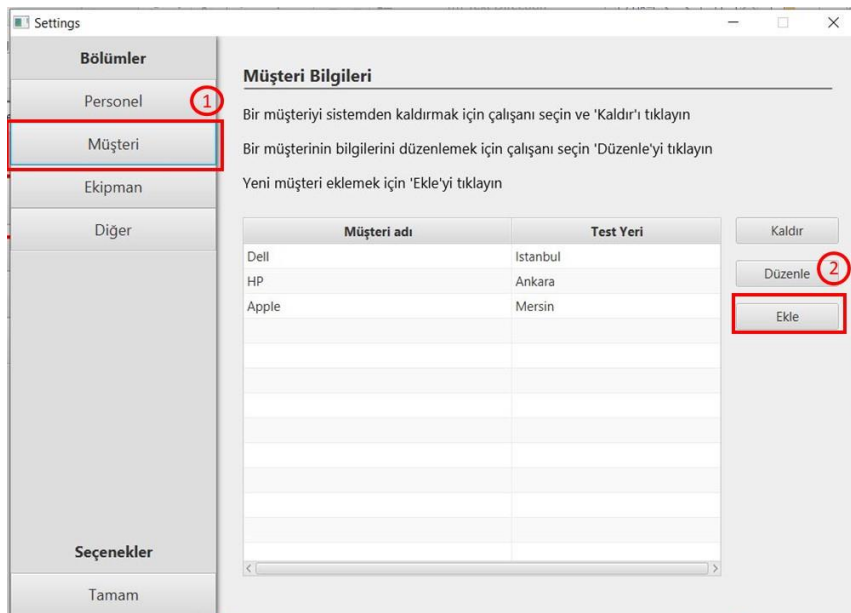 Settings
Bölümler
Personel
1
Müşteri
Ekipman
Diğer
Müşteri Bilgileri
Bir müşteriyi sistemden kaldırmak için çalışanı seçin ve 'Kaldır'ı tıklayın
Bir müşterinin bilgilerini düzenlemek için çalışanı seçin 'Düzenle'yi tıklayın
Yeni müşteri eklemek için 'Ekle'yi tıklayın
Müşteri adı Test Yeri
Dell Istanbul
HP Ankara
Apple Mersin
Kaldır
Düzenle
2
Ekle
Seçenekler
Tamam